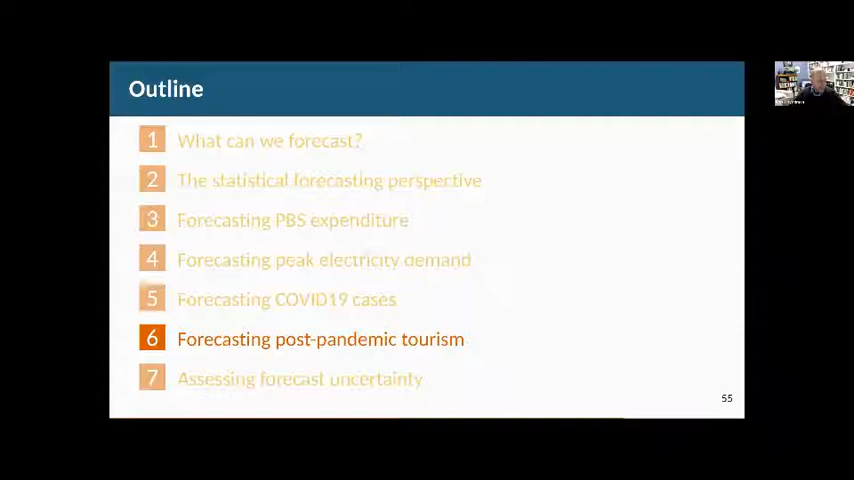 Outline
1 What can we forecast?
2 The statistical forecasting perspective
3 Forecasting PBS expenditure
4 Forecasting peak electricity demand
5 Forecasting COVID19 cases
6 Forecasting post-pandemic tourism
7 Assessing forecast uncertainty
55